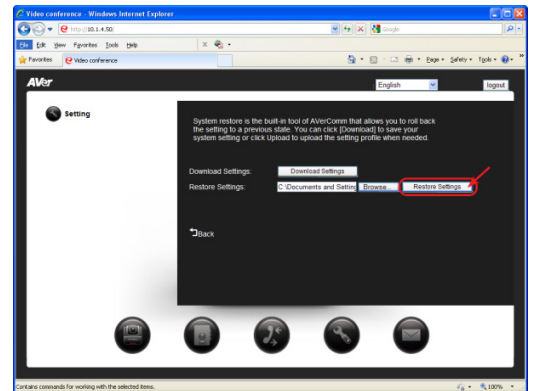 Video conference - Windows Internet Explorer
http://10.1.4.50/
Google
File Edit View Favorites Tools Help
Favorites Video conference
Page Safety Tools
AVer
English
logout
Setting
System restore is the built-in tool of AVerComm that allows you to roll back
the setting to a previous state. You can click [Download] to save your
system setting or click Upload to upload the setting profile when needed.
Download Settings: Download Settings
Restore Settings: C:\Documents and Setting Browse... Restore Settings
Back
Contains commands for working with the selected items.
100%